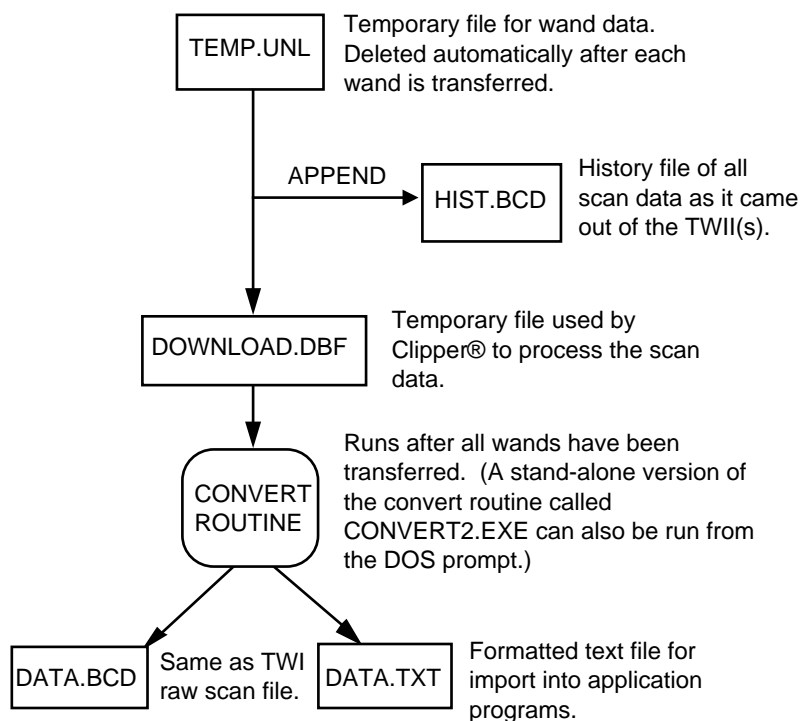 TEMP.UNL
Temporary file for wand data.
Deleted automatically after each
wand is transferred.
APPEND
HIST.BCD
History file of all
scan data as it came
out of the TWII(s).
DOWNLOAD.DBF
Temporary file used by
Clipper® to process the scan
data.
CONVERT
ROUTINE
Runs after all wands have been
transferred.  (A stand-alone version of
the convert routine called
CONVERT2.EXE can also be run from
the DOS prompt.)
DATA.BCD
Same as TWI
raw scan file.
DATA.TXT
Formatted text file for
import into application
programs.